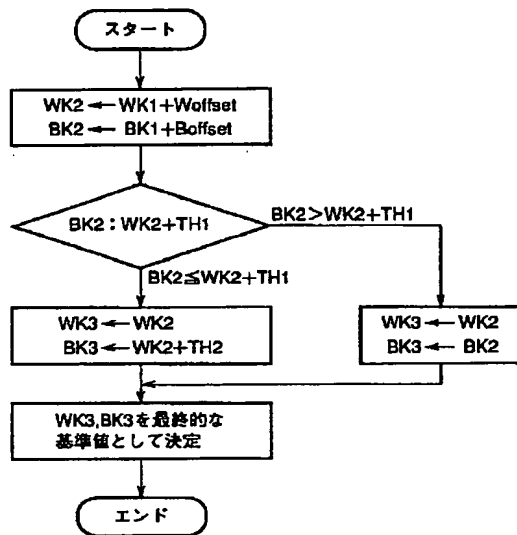 スタート
WK2 ← WK1+Woffset
BK2 ← BK1+Boffset
BK2：WK2+TH1
BK2>WK2+TH1
BK2≦WK2+TH1
WK3 ← WK2
BK3 ← WK2+TH2
WK3 ← WK2
BK3 ← BK2
WK3,BK3を最終的な
基準値として決定
エンド